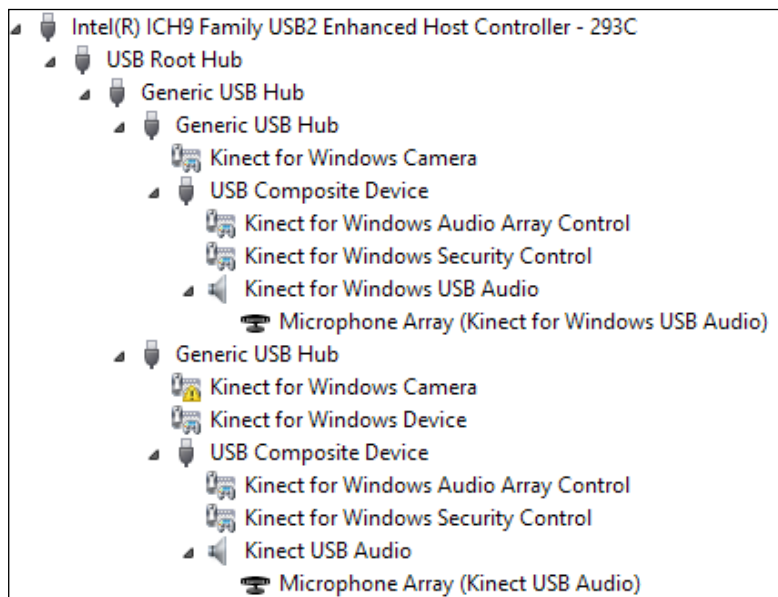 Intel(R) ICH9 Family USB2 Enhanced Host Controller - 293C
USB Root Hub
Generic USB Hub
Generic USB Hub
Kinect for Windows Camera
USB Composite Device
Kinect for Windows Audio Array Control
Kinect for Windows Security Control
Kinect for Windows USB Audio
Microphone Array (Kinect for Windows USB Audio)
Generic USB Hub
Kinect for Windows Camera
Kinect for Windows Device
USB Composite Device
Kinect for Windows Audio Array Control
Kinect for Windows Security Control
Kinect USB Audio
Microphone Array (Kinect USB Audio)